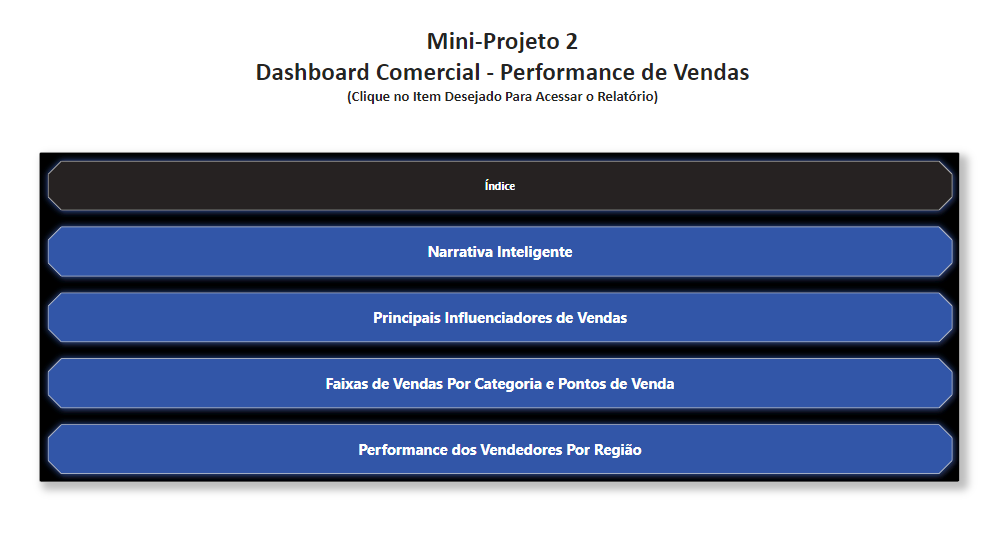 Mini-Projeto 2
Dashboard Comercial - Performance de Vendas
(Clique no Item Desejado Para Acessar o Relatório)
Índice
Narrativa Inteligente
Principais Influenciadores de Vendas
Faixas de Vendas Por Categoria e Pontos de Venda
Performance dos Vendedores Por Região